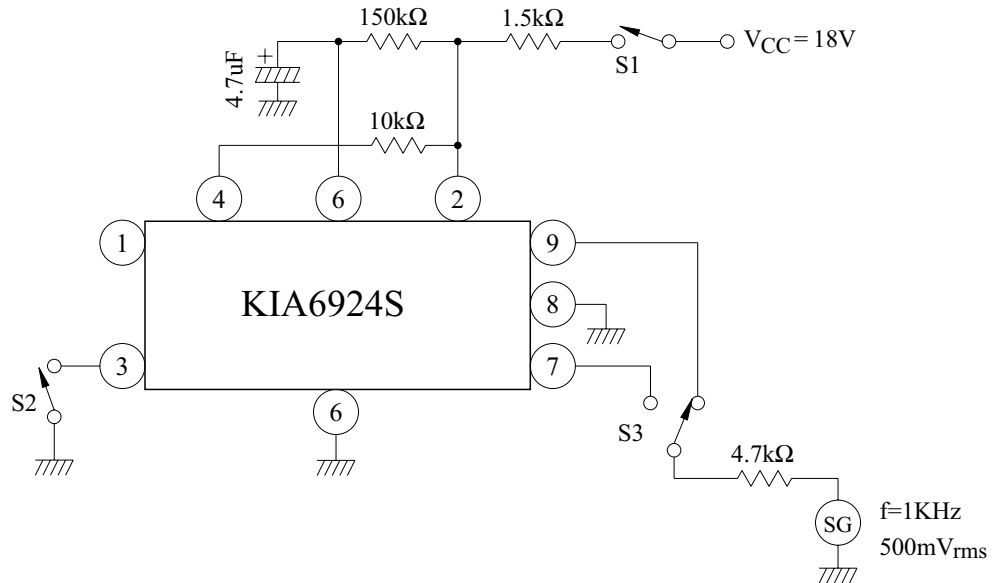 150kΩ
1.5kΩ
VCC = 18V
S1
+
4.7uF
10kΩ
4
6
2
1
9
KIA6924S
8
3
7
S2
6
S3
4.7kΩ
SG
f=1KHz
500mVrms